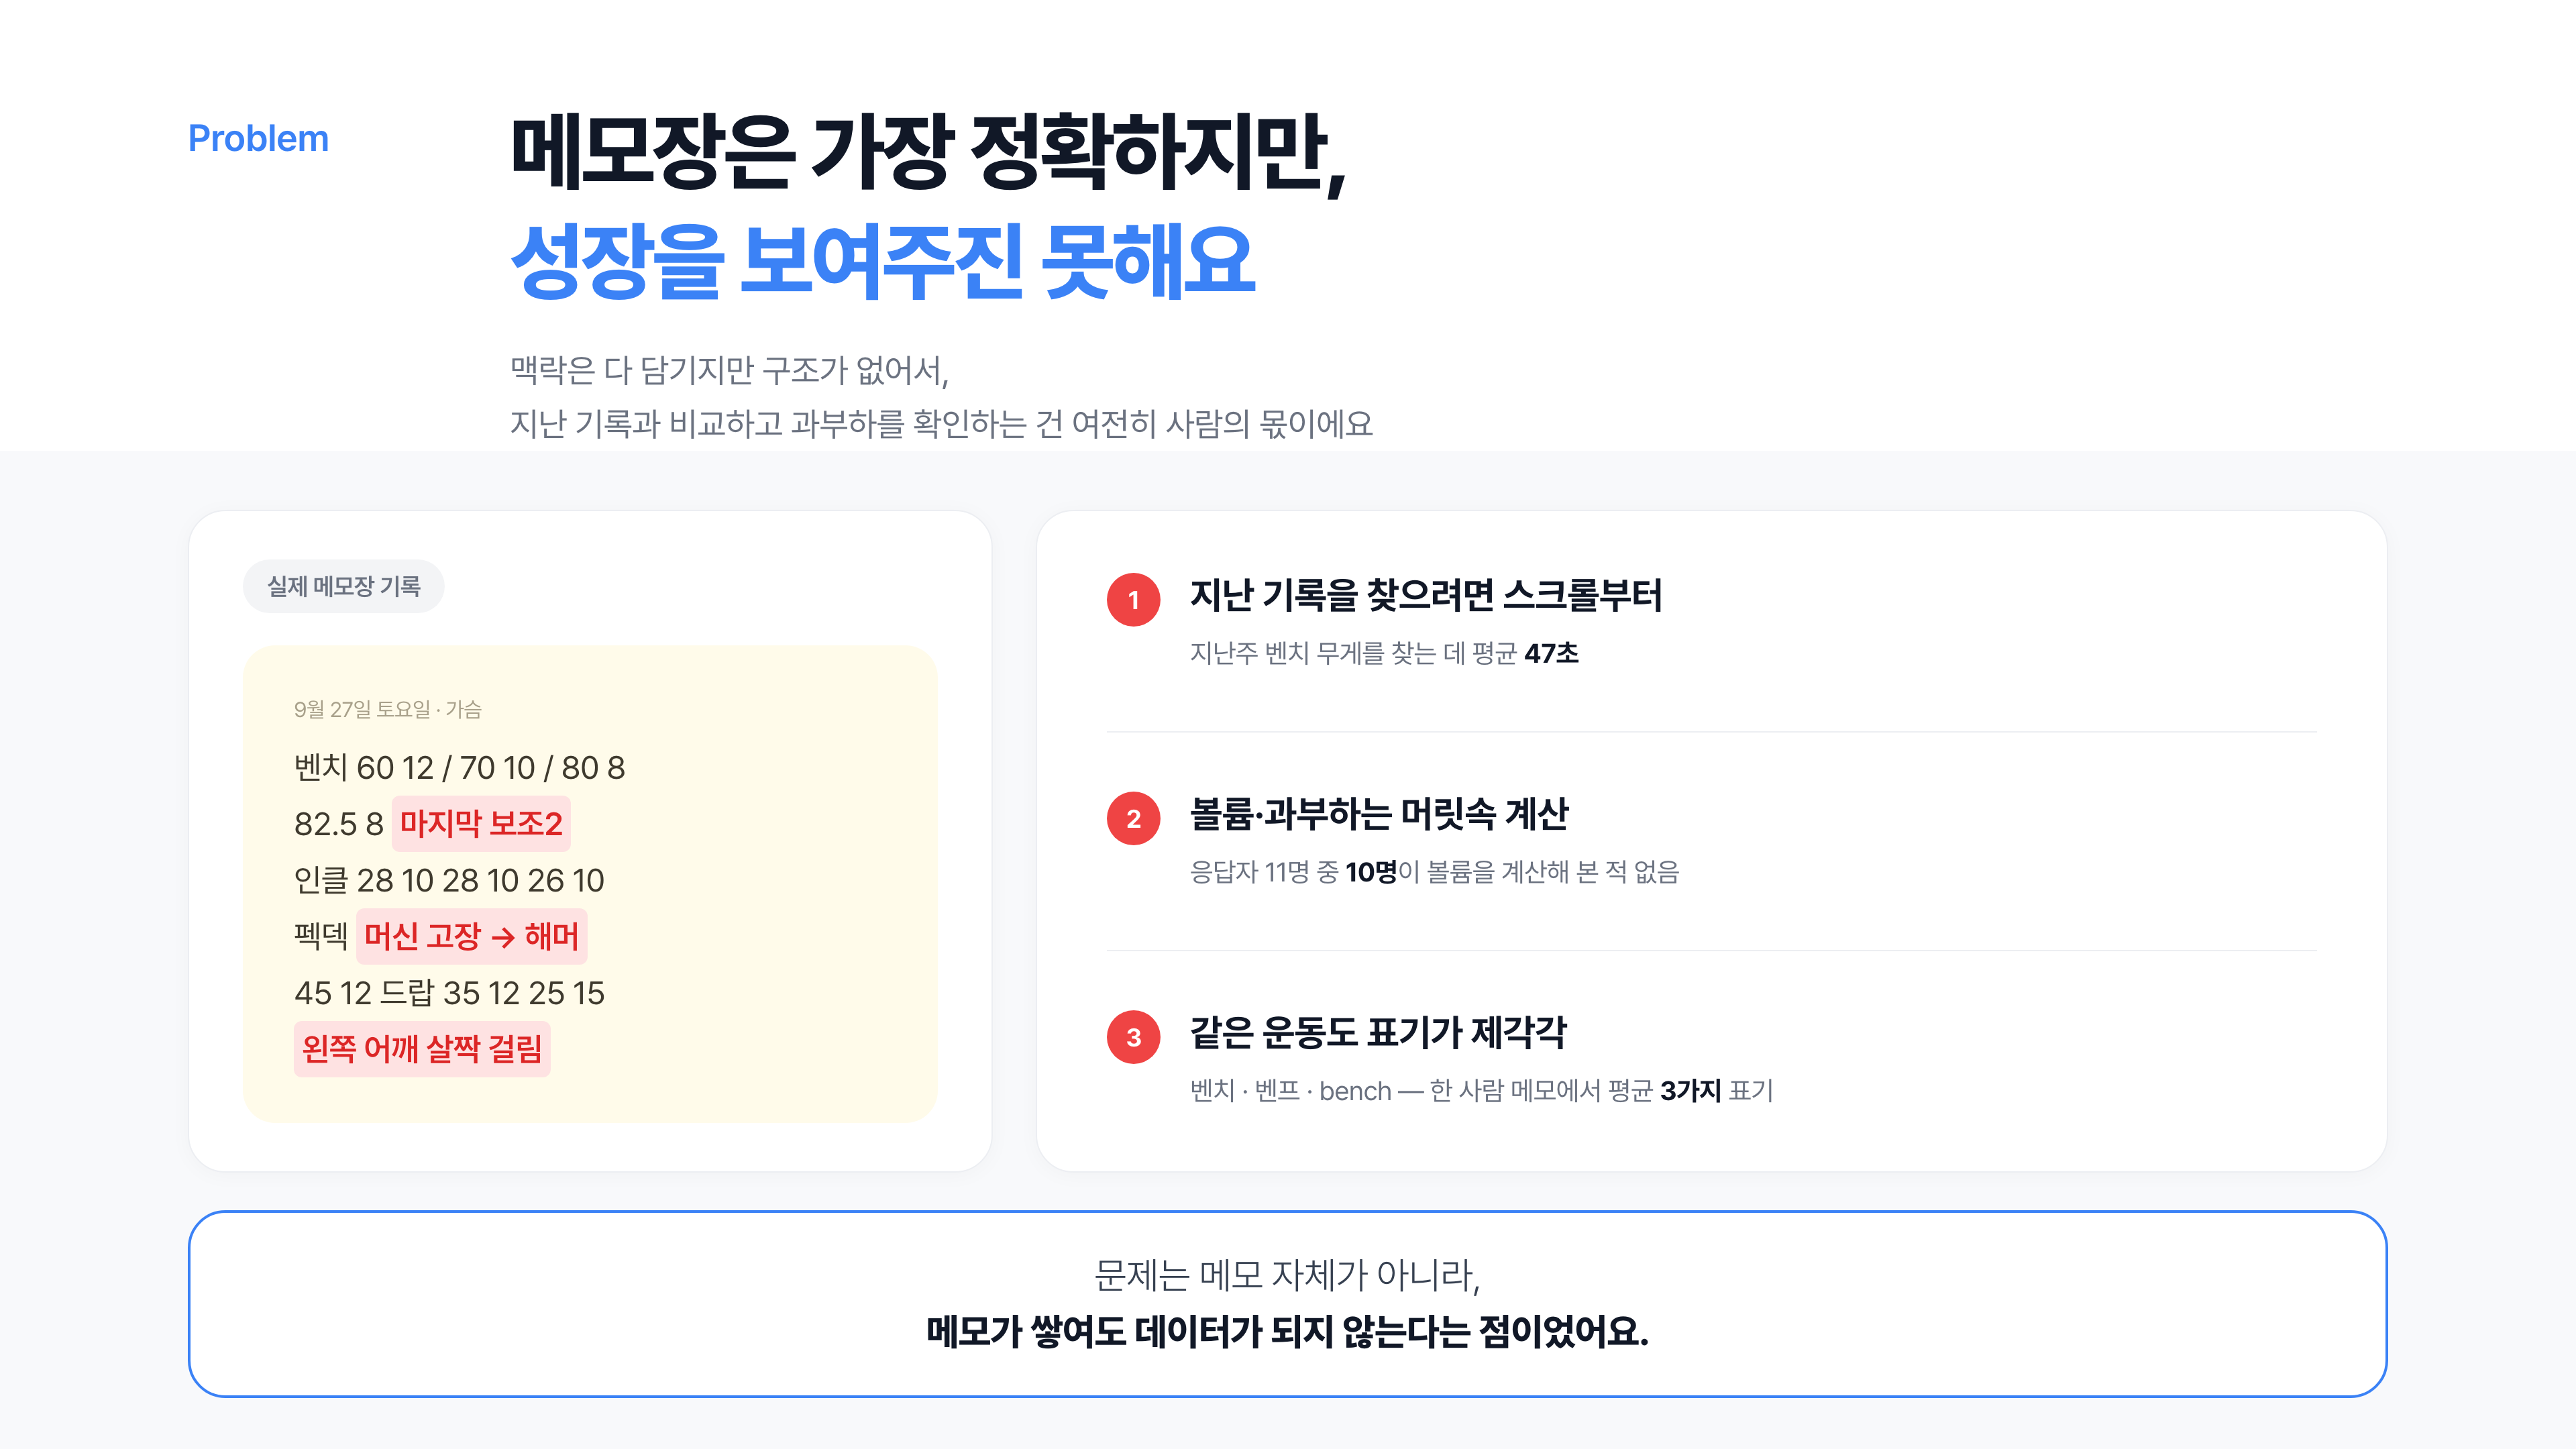 Problem
메모장은 가장 정확하지만,
성장을 보여주진 못해요
맥락은 다 담기지만 구조가 없어서,
지난 기록과 비교하고 과부하를 확인하는 건 여전히 사람의 몫이에요
실제 메모장 기록
9월 27일 토요일 · 가슴
벤치 60 12 / 70 10 / 80 8
82.5 8 마지막 보조2
인클 28 10 28 10 26 10
펙덱 머신 고장 → 해머
45 12 드랍 35 12 25 15
왼쪽 어깨 살짝 걸림
1
지난 기록을 찾으려면 스크롤부터
지난주 벤치 무게를 찾는 데 평균 47초
2
볼륨·과부하는 머릿속 계산
응답자 11명 중 10명이 볼륨을 계산해 본 적 없음
3
같은 운동도 표기가 제각각
벤치 · 벤프 · bench — 한 사람 메모에서 평균 3가지 표기
문제는 메모 자체가 아니라,
메모가 쌓여도 데이터가 되지 않는다는 점이었어요.